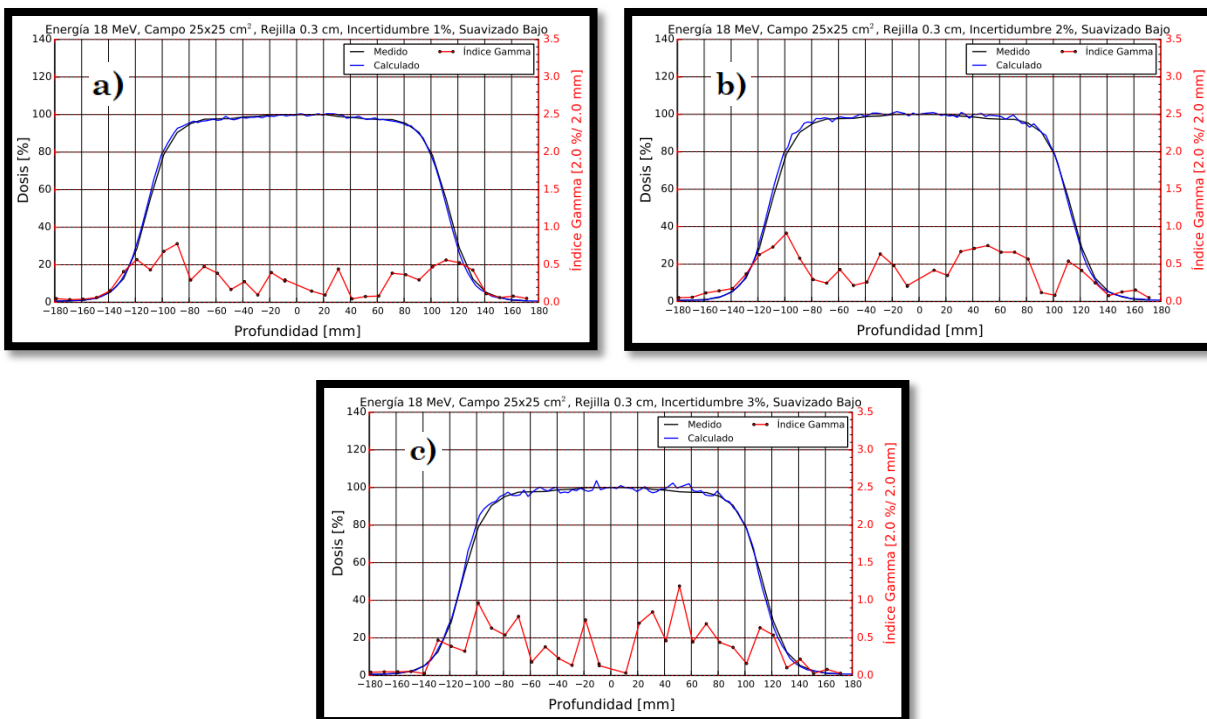 Energía 18 MeV, Campo 25x25 cm², Rejilla 0.3 cm, Incertidumbre 1%, Suavizado Bajo
a)
Medido
Calculado
Índice Gamma
Dosis [%]
140
120
100
80
60
40
20
0
3.5
3.0
2.5
2.0
1.5
1.0
0.5
0.0
Índice Gamma [2.0 %/ 2.0 mm]
−180 −160 −140 −120 −100 −80 −60 −40 −20 0 20 40 60 80 100 120 140 160 180
Profundidad [mm]
Energía 18 MeV, Campo 25x25 cm², Rejilla 0.3 cm, Incertidumbre 2%, Suavizado Bajo
b)
Medido
Calculado
Índice Gamma
Dosis [%]
140
120
100
80
60
40
20
0
3.5
3.0
2.5
2.0
1.5
1.0
0.5
0.0
Índice Gamma [2.0 %/ 2.0 mm]
−180 −160 −140 −120 −100 −80 −60 −40 −20 0 20 40 60 80 100 120 140 160 180
Profundidad [mm]
Energía 18 MeV, Campo 25x25 cm², Rejilla 0.3 cm, Incertidumbre 3%, Suavizado Bajo
c)
Medido
Calculado
Índice Gamma
Dosis [%]
140
120
100
80
60
40
20
0
3.5
3.0
2.5
2.0
1.5
1.0
0.5
0.0
Índice Gamma [2.0 %/ 2.0 mm]
−180 −160 −140 −120 −100 −80 −60 −40 −20 0 20 40 60 80 100 120 140 160 180
Profundidad [mm]